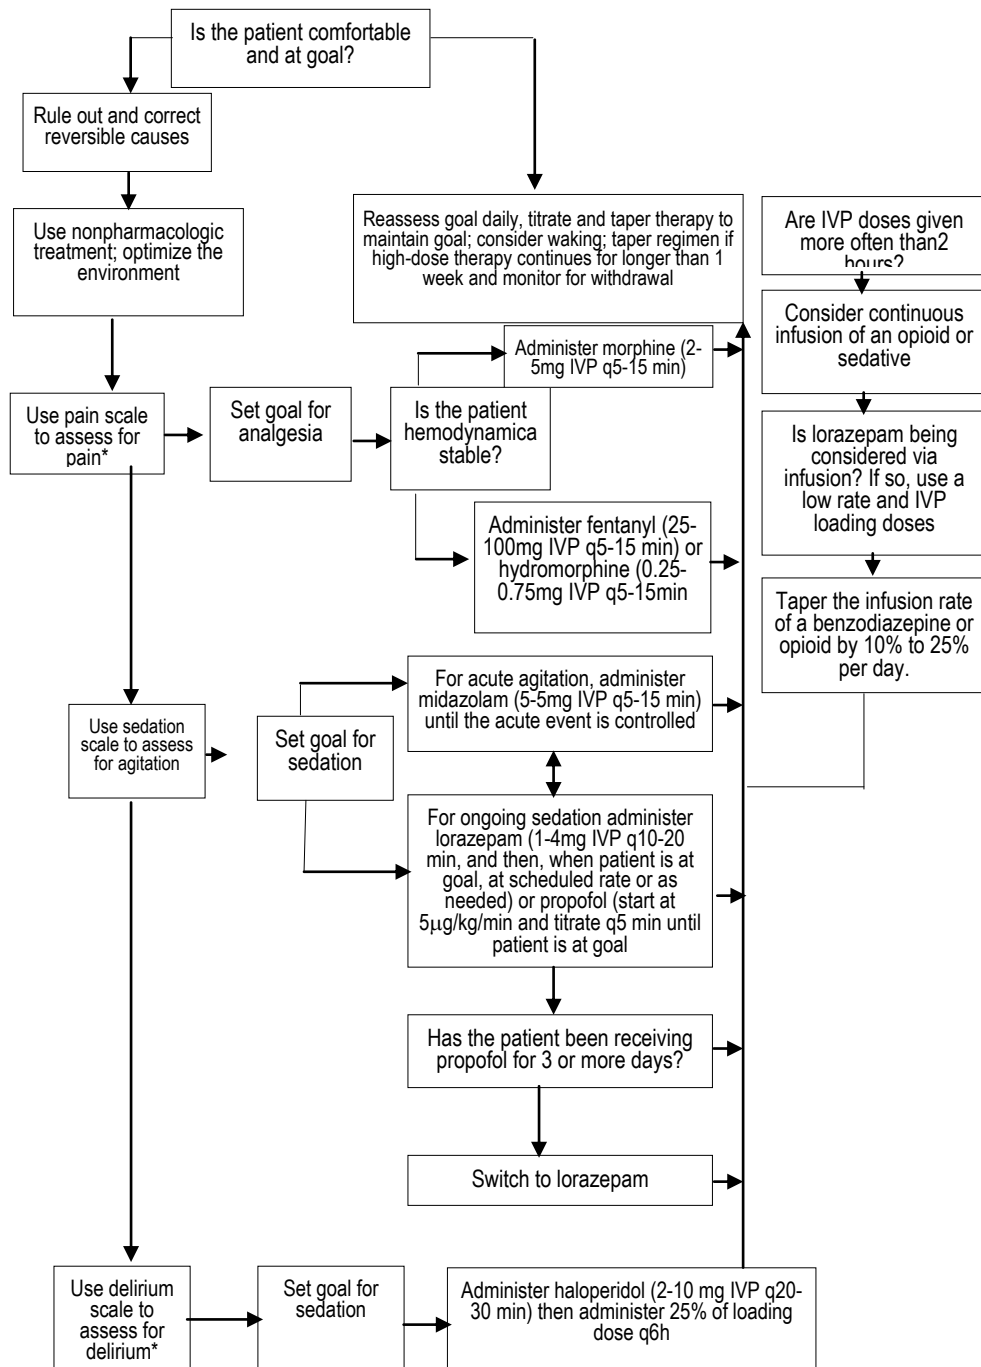 Is the patient comfortable
and at goal?
Rule out and correct
reversible causes
Use nonpharmacologic
treatment; optimize the
environment
Reassess goal daily, titrate and taper therapy to
maintain goal; consider waking; taper regimen if
high-dose therapy continues for longer than 1
week and monitor for withdrawal
Are IVP doses given
more often than2
hours?
Consider continuous
infusion of an opioid or
sedative
Administer morphine (2-
5mg IVP q5-15 min)
Use pain scale
to assess for
pain*
Set goal for
analgesia
Is the patient
hemodynamica
stable?
Is lorazepam being
considered via
infusion? If so, use a
low rate and IVP
loading doses
Administer fentanyl (25-
100mg IVP q5-15 min) or
hydromorphine (0.25-
0.75mg IVP q5-15min
Taper the infusion rate
of a benzodiazepine or
opioid by 10% to 25%
per day.
For acute agitation, administer
midazolam (5-5mg IVP q5-15 min)
until the acute event is controlled
Use sedation
scale to assess
for agitation
Set goal for
sedation
For ongoing sedation administer
lorazepam (1-4mg IVP q10-20
min, and then, when patient is at
goal, at scheduled rate or as
needed) or propofol (start at
5µg/kg/min and titrate q5 min until
patient is at goal
Has the patient been receiving
propofol for 3 or more days?
Switch to lorazepam
Use delirium
scale to
assess for
delirium*
Set goal for
sedation
Administer haloperidol (2-10 mg IVP q20-
30 min) then administer 25% of loading
dose q6h